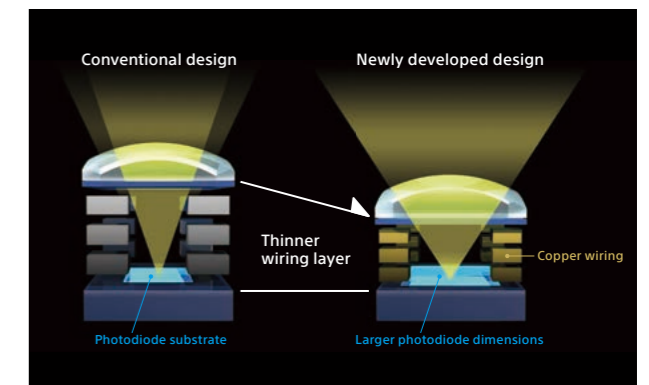 Conventional design
Newly developed design
Thinner
wiring layer
Copper wiring
Photodiode substrate
Larger photodiode dimensions